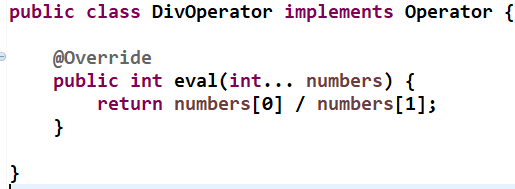 public class DivOperator implements Operator {
@Override
public int eval(int... numbers) {
return numbers[0] / numbers[1];
}
}